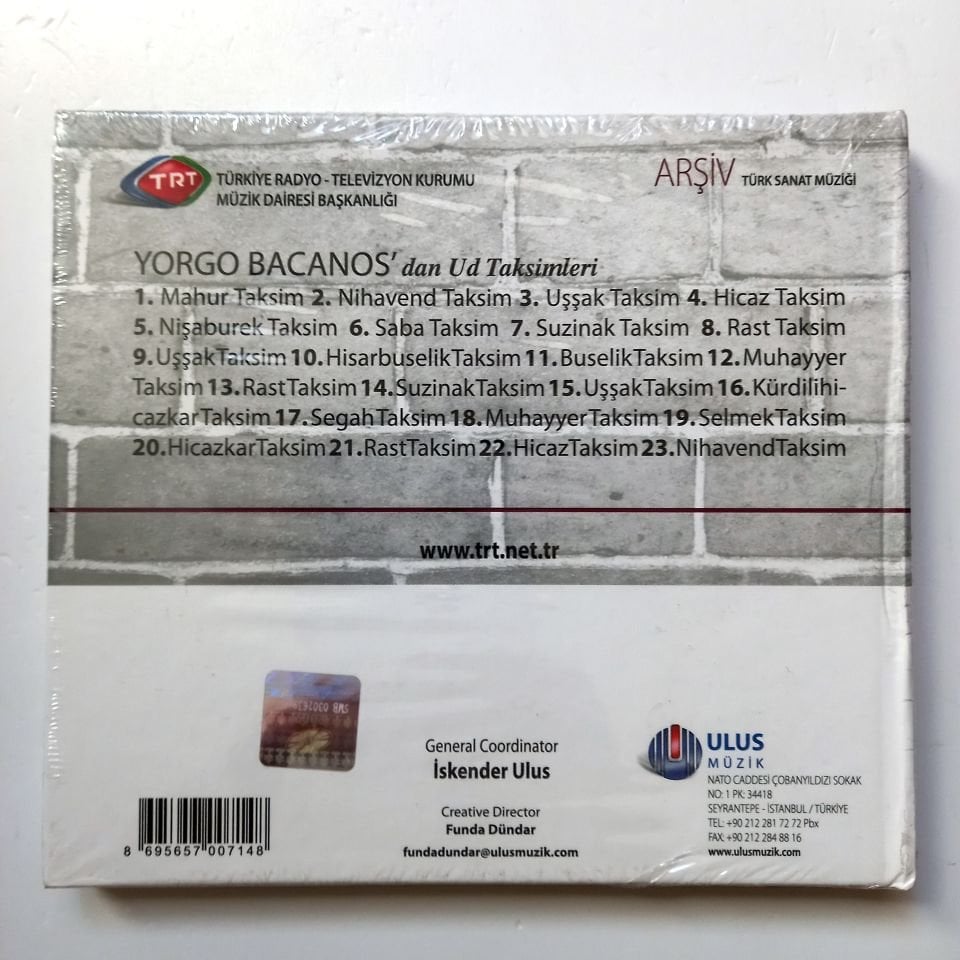 TRT
TÜRKİYE RADYO - TELEVİZYON KURUMU
MÜZİK DAİRESİ BAŞKANLIĞI
ARŞİV TÜRK SANAT MÜZİĞİ
YORGO BACANOS' dan Ud Taksimleri
1. Mahur Taksim 2. Nihavend Taksim 3. Uşşak Taksim 4. Hicaz Taksim
5. Nişaburek Taksim 6. Saba Taksim 7. Suzinak Taksim 8. Rast Taksim
9. Uşşak Taksim 10. Hisarbuselik Taksim 11. Buselik Taksim 12. Muhayyer
Taksim 13. Rast Taksim 14. Suzinak Taksim 15. Uşşak Taksim 16. Kürdilihi-
cazkar Taksim 17. Segah Taksim 18. Muhayyer Taksim 19. Selmek Taksim
20. Hicazkar Taksim 21. Rast Taksim 22. Hicaz Taksim 23. Nihavend Taksim
www.trt.net.tr
General Coordinator
İskender Ulus
Creative Director
Funda Dündar
fundadundar@ulusmuzik.com
8 695657 007148
ULUS
MÜZİK
NATO CADDESİ ÇOBANYILDIZI SOKAK
NO: 1 PK: 34418
SEYRANTEPE - İSTANBUL / TÜRKİYE
TEL: +90 212 281 72 72 Pbx
FAX: +90 212 284 88 16
www.ulusmuzik.com